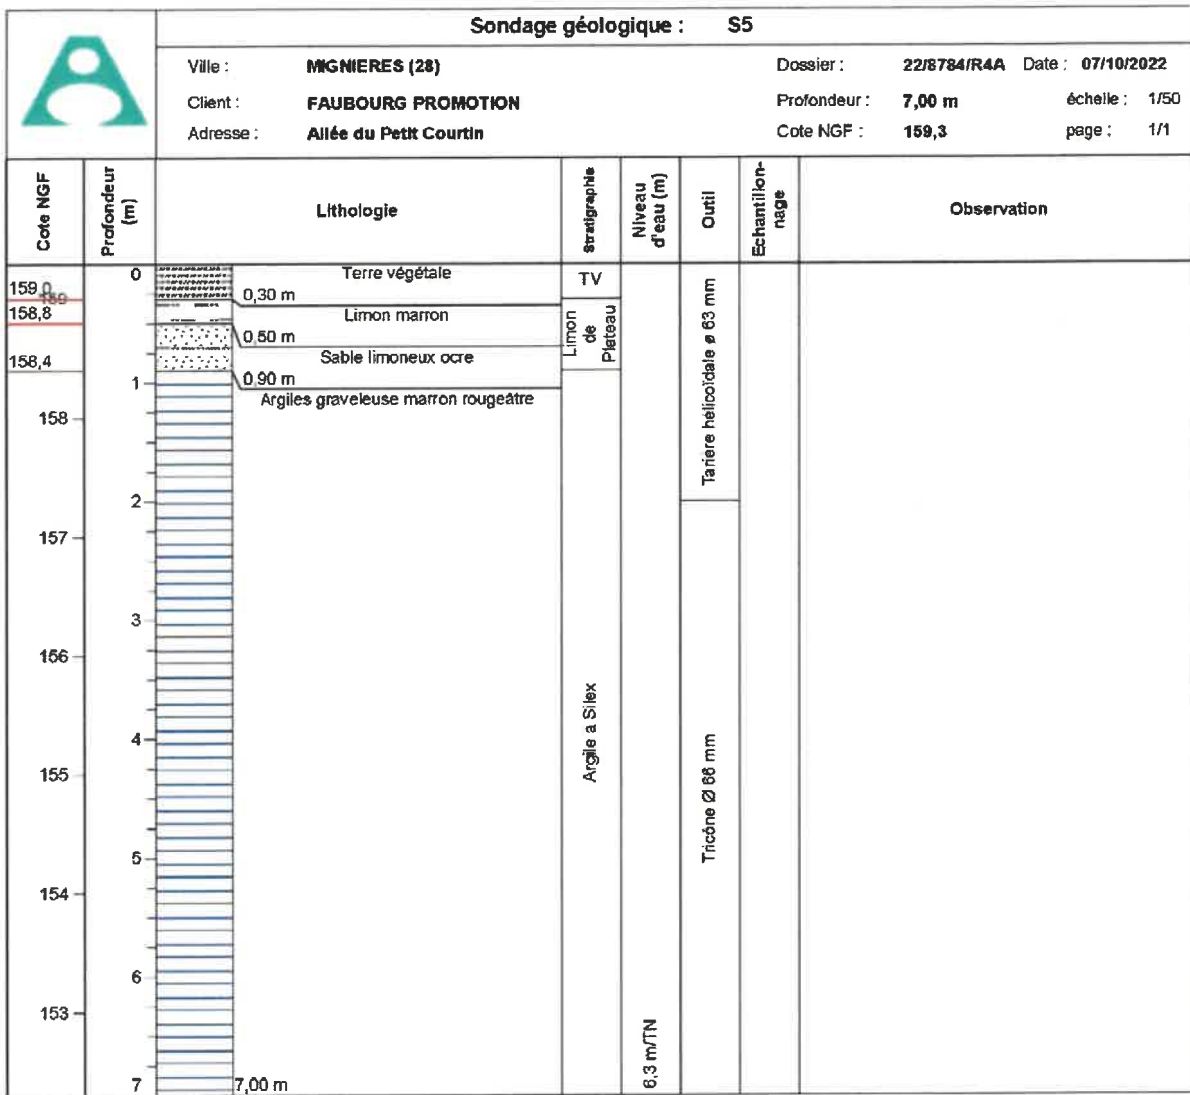 Sondage géologique : S5
Ville : MIGNIERES (28)
Dossier : 22/8784/R4A Date : 07/10/2022
Client : FAUBOURG PROMOTION
Profondeur : 7,00 m échelle : 1/50
Adresse : Allée du Petit Courtin
Cote NGF : 159,3 page : 1/1
Cote NGF
Profondeur (m)
Lithologie
Stratigraphie
Niveau d'eau (m)
Outil
Echantillon-
nage
Observation
0
Terre végétale
TV
159,0
159
0,30 m
158,8
Limon marron
Limon
de
Plateau
0,50 m
Sable limoneux ocre
158,4
0,90 m
1
Argiles graveleuse marron rougeâtre
Tarière hélicoïdale ø 63 mm
158
2
157
3
156
Argile a Silex
4
155
Tricône Ø 66 mm
5
154
6
153
6,3 m/TN
7
7,00 m